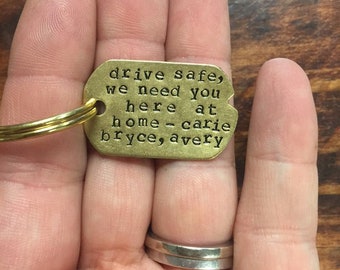 drive safe,
we need you
here at
home-carie
bryce, avery